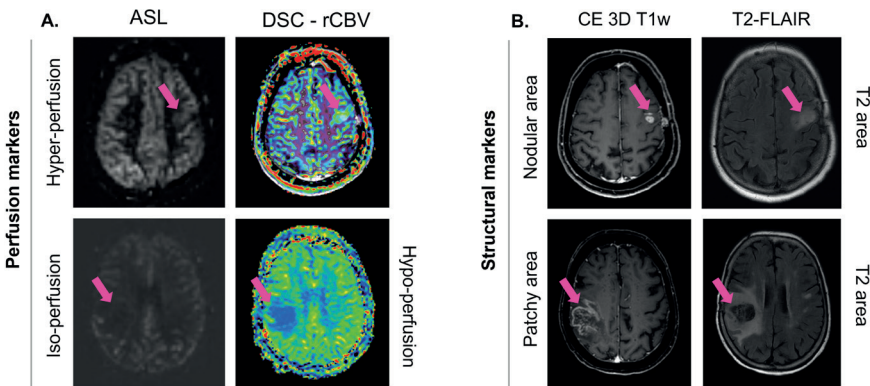 A.
ASL
DSC - rCBV
Perfusion markers
Hyper-perfusion
Iso-perfusion
Hypo-perfusion
B.
CE 3D T1w
T2-FLAIR
Structural markers
Nodular area
T2 area
Patchy area
T2 area